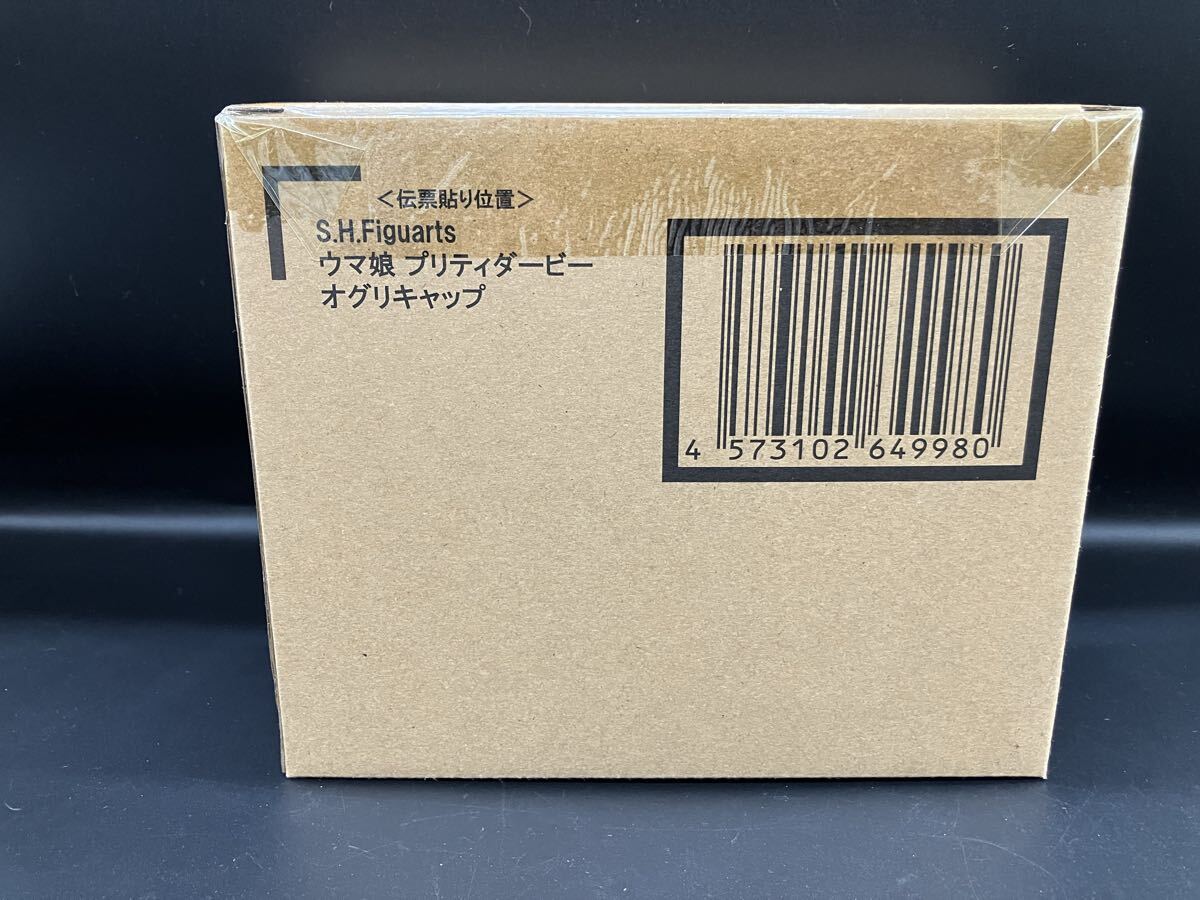 ＜伝票貼り位置＞
S.H.Figuarts
ウマ娘 プリティダービー
オグリキャップ
4 573102 649980